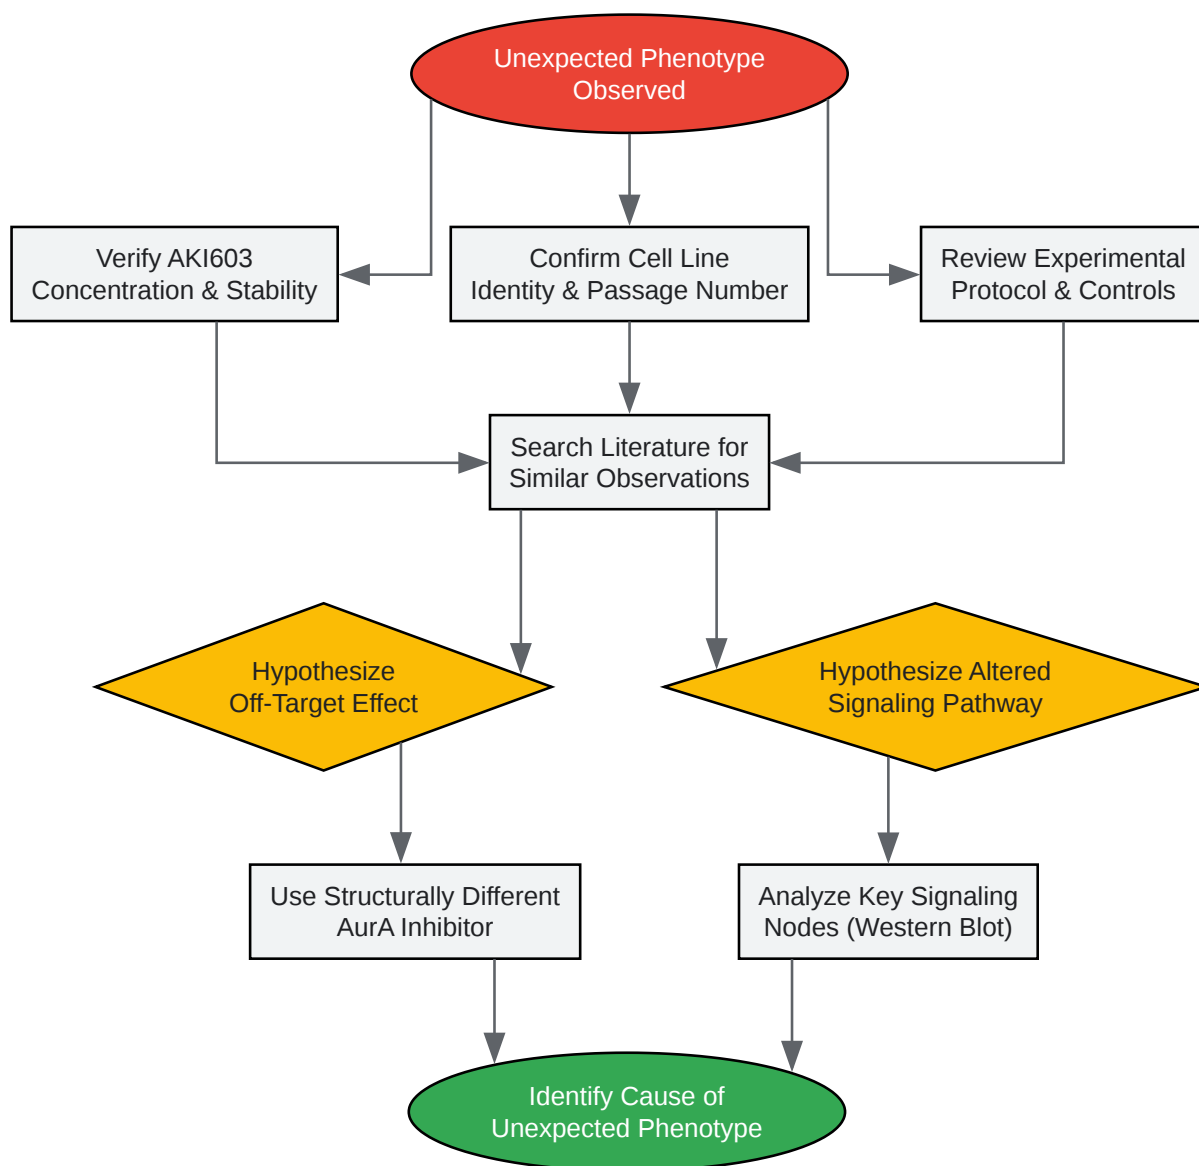 Unexpected Phenotype
Observed
Verify AKI603
Concentration & Stability
Confirm Cell Line
Identity & Passage Number
Review Experimental
Protocol & Controls
Search Literature for
Similar Observations
Hypothesize
Off-Target Effect
Hypothesize Altered
Signaling Pathway
Use Structurally Different
AurA Inhibitor
Analyze Key Signaling
Nodes (Western Blot)
Identify Cause of
Unexpected Phenotype